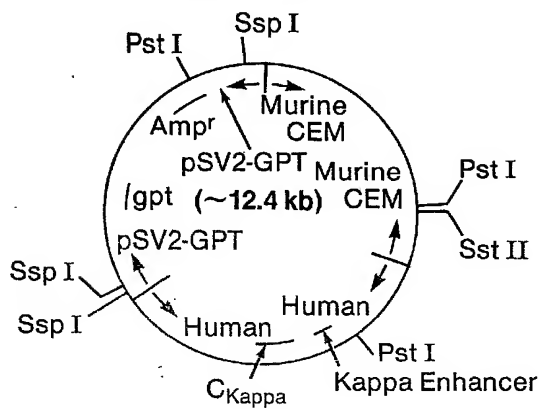 Ssp I
Pst I
Ampʳ
Murine
CEM
pSV2-GPT
Murine
CEM
gpt
(~12.4 kb)
pSV2-GPT
Pst I
Sst II
Ssp I
Ssp I
Human
Human
Pst I
Kappa Enhancer
C Kappa